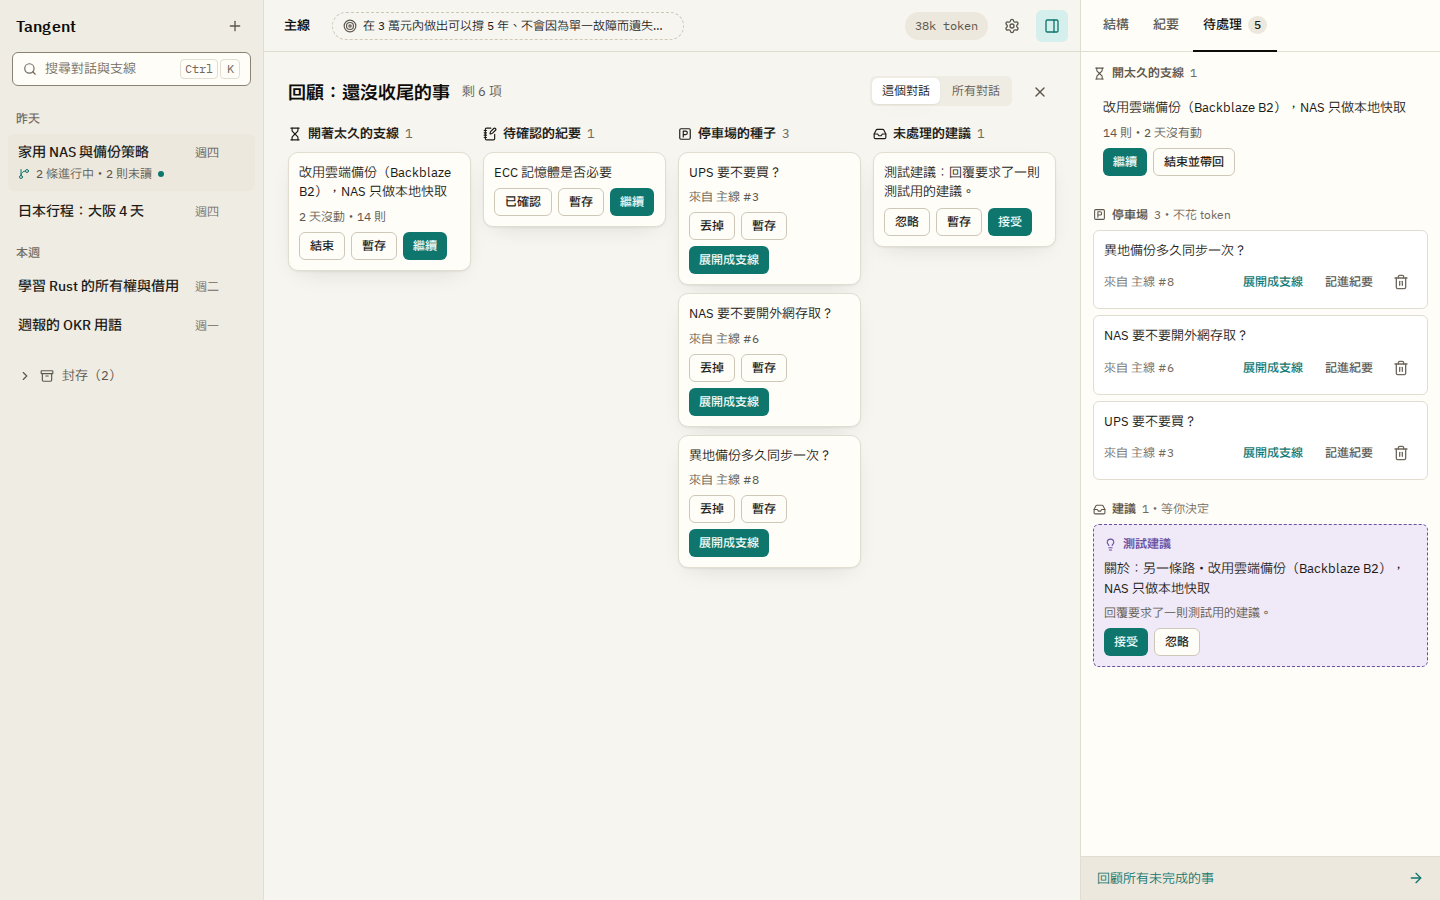 Tangent
搜尋對話與支線 Ctrl K
昨天
家用 NAS 與備份策略 週四
2 條進行中・2 則未讀
日本行程：大阪 4 天 週四
本週
學習 Rust 的所有權與借用 週二
週報的 OKR 用語 週一
封存（2）
主線 在 3 萬元內做出可以撐 5 年、不會因為單一故障而遺失... 38k token
回顧：還沒收尾的事 剩 6 項 這個對話 所有對話
開著太久的支線 1
改用雲端備份（Backblaze
B2），NAS 只做本地快取
2 天沒動・14 則
結束 暫存 繼續
待確認的紀要 1
ECC 記憶體是否必要
已確認 暫存 繼續
停車場的種子 3
UPS 要不要買？
來自 主線 #3
丟掉 暫存
展開成支線
NAS 要不要開外網存取？
來自 主線 #6
丟掉 暫存
展開成支線
異地備份多久同步一次？
來自 主線 #8
丟掉 暫存
展開成支線
未處理的建議 1
測試建議：回覆要求了一則
測試用的建議。
忽略 暫存 接受
結構 紀要 待處理 5
開太久的支線 1
改用雲端備份（Backblaze B2），NAS 只做本地快取
14 則・2 天沒有動
繼續 結束並帶回
停車場 3・不花 token
異地備份多久同步一次？
來自 主線 #8 展開成支線 記進紀要
NAS 要不要開外網存取？
來自 主線 #6 展開成支線 記進紀要
UPS 要不要買？
來自 主線 #3 展開成支線 記進紀要
建議 1・等你決定
測試建議
關於：另一條路・改用雲端備份（Backblaze B2），
NAS 只做本地快取
回覆要求了一則測試用的建議。
接受 忽略
回顧所有未完成的事